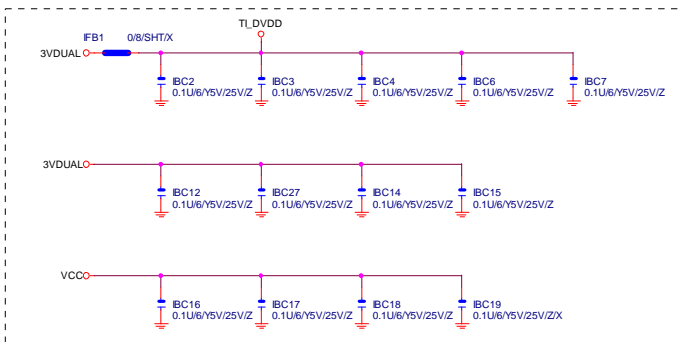 TI_DVDD
IFB1 0/8/SHT/X
3VDUAL
IBC2 IBC3 IBC4 IBC6 IBC7
0.1U/6/Y5V/25V/Z 0.1U/6/Y5V/25V/Z 0.1U/6/Y5V/25V/Z 0.1U/6/Y5V/25V/Z 0.1U/6/Y5V/25V/Z
3VDUAL
IBC12 IBC27 IBC14 IBC15
0.1U/6/Y5V/25V/Z 0.1U/6/Y5V/25V/Z 0.1U/6/Y5V/25V/Z 0.1U/6/Y5V/25V/Z
VCC
IBC16 IBC17 IBC18 IBC19
0.1U/6/Y5V/25V/Z 0.1U/6/Y5V/25V/Z 0.1U/6/Y5V/25V/Z 0.1U/6/Y5V/25V/Z/X